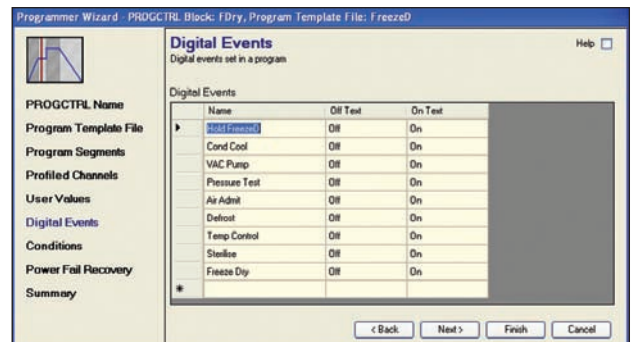 Programmer Wizard - PROGCTRL Block: FDry, Program Template File: FreezeD
Digital Events
Help
Digital events set in a program
Digital Events
PROGCTRL Name
Program Template File
Program Segments
Profiled Channels
User Values
Digital Events
Conditions
Power Fail Recovery
Summary
Name Off Text On Text
Hold FreezeD Off On
Cond Cool Off On
VAC Pump Off On
Pressure Test Off On
Air Admit Off On
Defrost Off On
Temp Control Off On
Sterilise Off On
Freeze Dry Off On
*
< Back Next > Finish Cancel